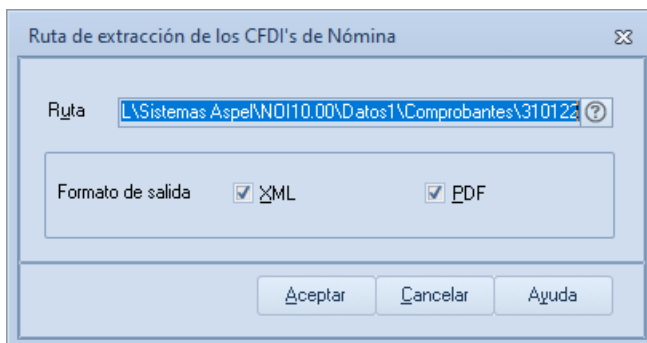 Ruta de extracción de los CFDI's de Nómina
Ruta L\Sistemas Aspel\NOI10.00\Datos1\Comprobantes\310122
Formato de salida XML PDF
Aceptar Cancelar Ayuda